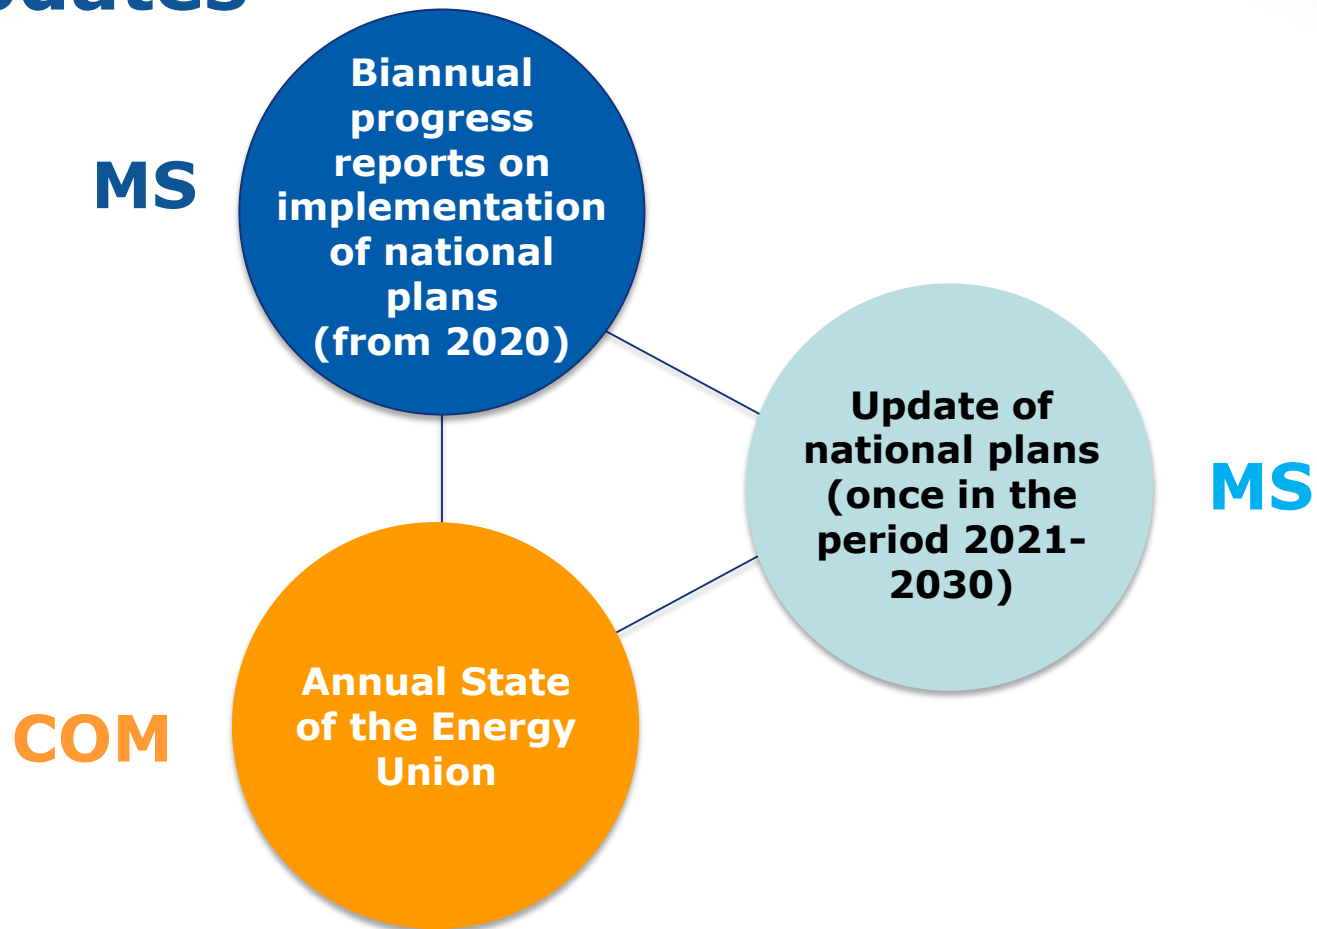 Biannual
progress
reports on
implementation
of national
plans
(from 2020)
MS
Update of
national plans
(once in the
period 2021-
2030)
MS
Annual State
of the Energy
Union
COM